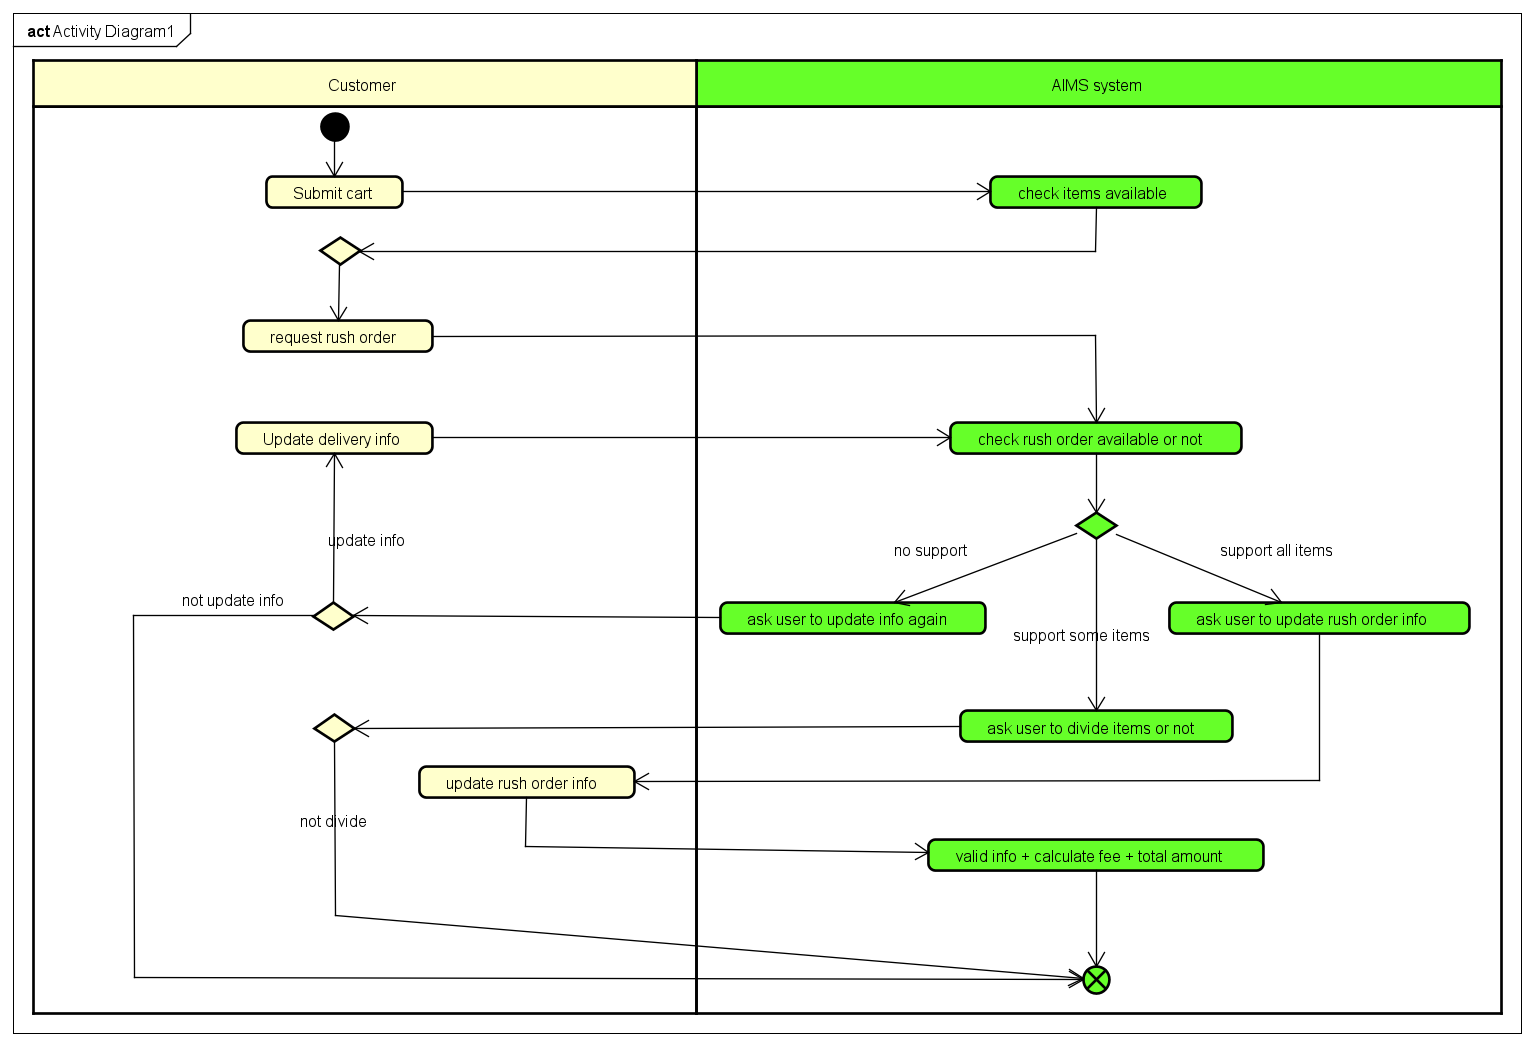 act Activity Diagram1
Customer
AIMS system
Submit cart
check items available
request rush order
Update delivery info
check rush order available or not
update info
no support
support all items
not update info
ask user to update info again
ask user to update rush order info
support some items
ask user to divide items or not
update rush order info
not divide
valid info + calculate fee + total amount